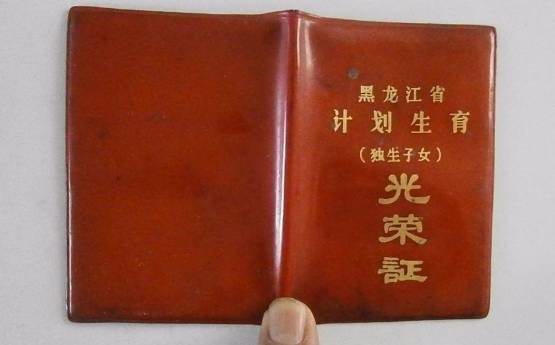 黑龙江省
计划生育
(独生子女)
光荣証